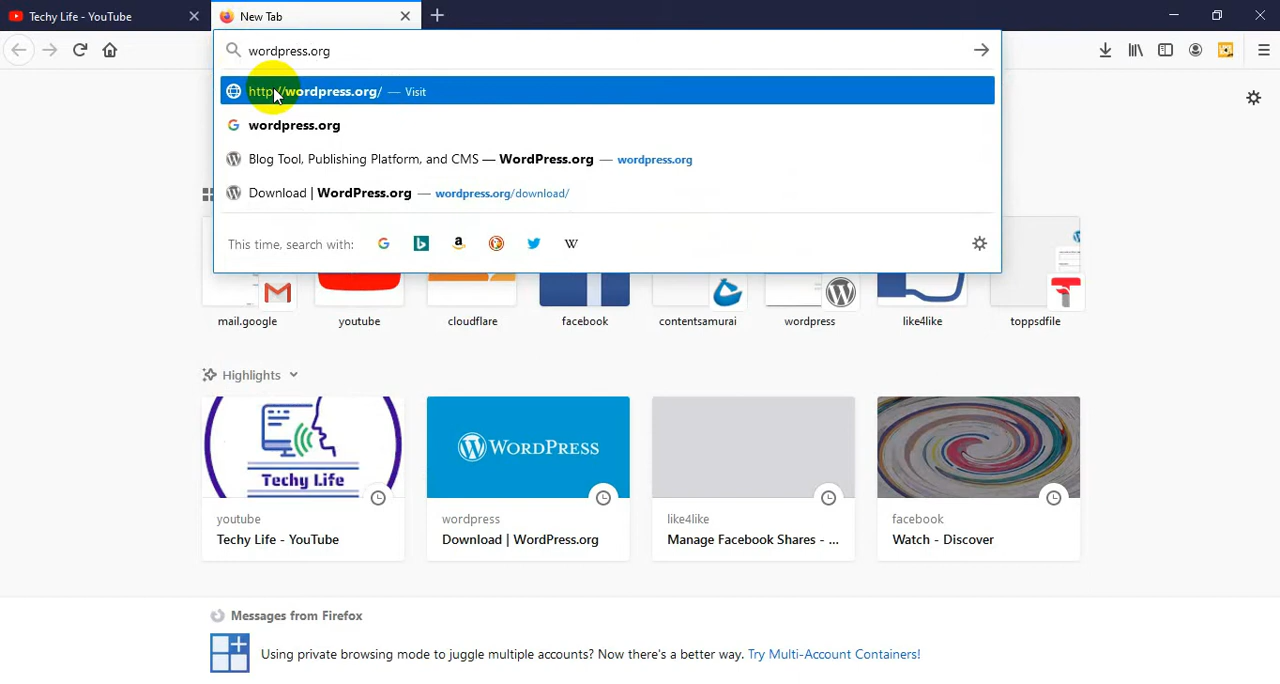 Techy Life - YouTube
New Tab
wordpress.org
http://wordpress.org/ — Visit
wordpress.org
Blog Tool, Publishing Platform, and CMS — WordPress.org — wordpress.org
Download | WordPress.org — wordpress.org/download/
This time, search with:
mail.google
youtube
cloudflare
facebook
contentsamurai
wordpress
like4like
toppsdfile
Highlights
Techy Life
WORDPRESS
youtube
Techy Life - YouTube
wordpress
Download | WordPress.org
like4like
Manage Facebook Shares - ...
facebook
Watch - Discover
Messages from Firefox
Using private browsing mode to juggle multiple accounts? Now there's a better way. Try Multi-Account Containers!